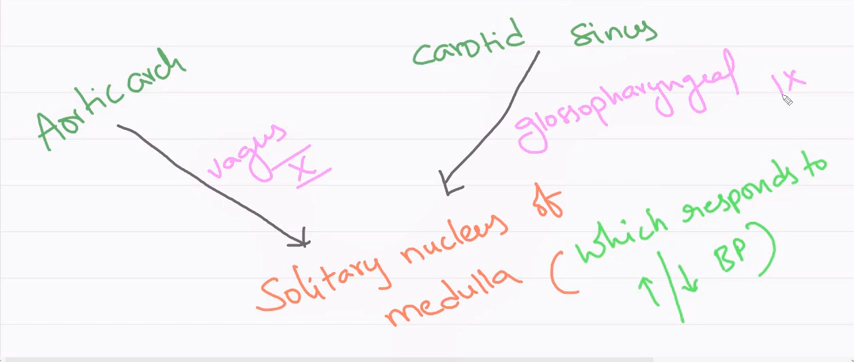 Aortic arch
carotid sinus
vagus
X
glossopharyngeal IX
Solitary nucleus of
medulla (which responds to
↑/↓ BP)